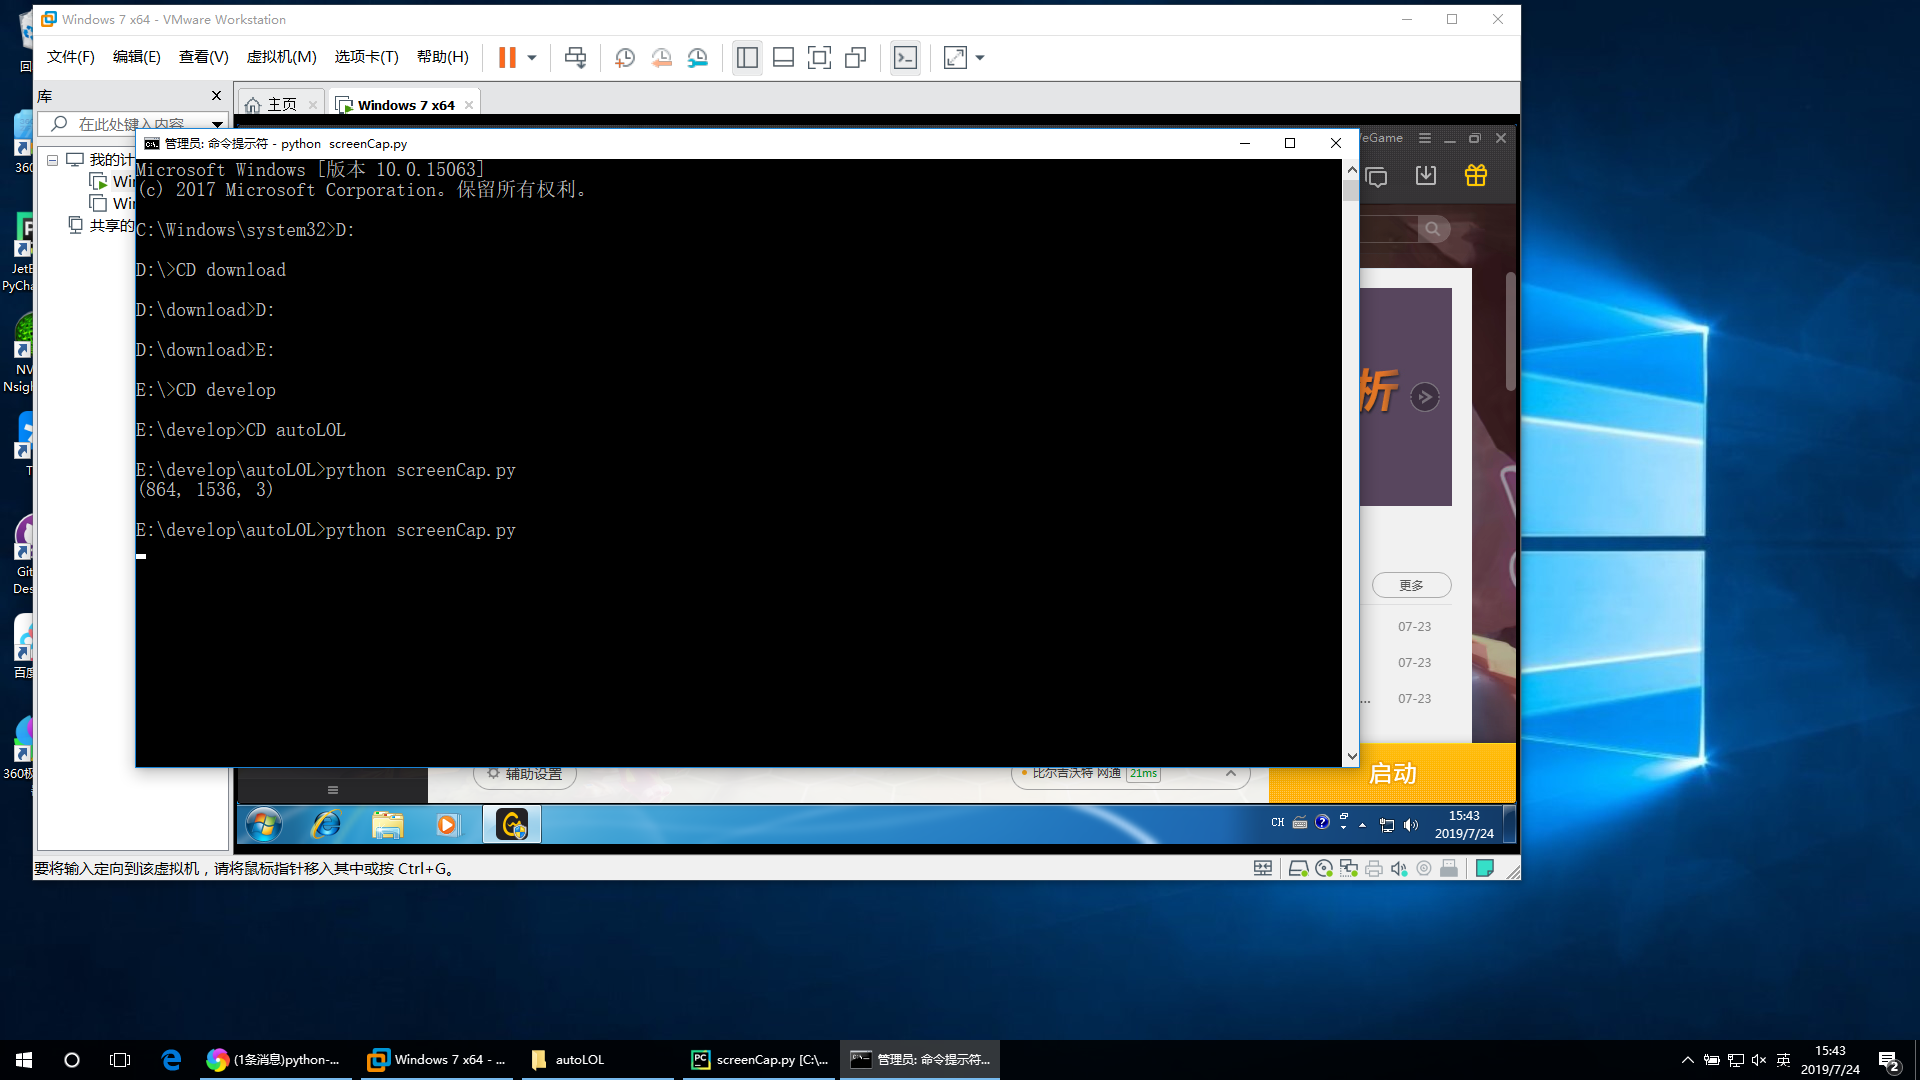 Windows 7 x64 - VMware Workstation
文件(F) 编辑(E) 查看(V) 虚拟机(M) 选项卡(T) 帮助(H)
库
主页
Windows 7 x64
在此处键入内容
我的计
Win
Win
共享的
管理员: 命令提示符 - python screenCap.py
Microsoft Windows [版本 10.0.15063]
(c) 2017 Microsoft Corporation。保留所有权利。
C:\Windows\system32>D:
D:\>CD download
D:\download>D:
D:\download>E:
E:\>CD develop
E:\develop>CD autoLOL
E:\develop\autoLOL>python screenCap.py
(864, 1536, 3)
E:\develop\autoLOL>python screenCap.py
eGame
析
更多
07-23
07-23
... 07-23
启动
辅助设置
比尔吉沃特 网通 21ms
CH
15:43
2019/7/24
要将输入定向到该虚拟机，请将鼠标指针移入其中或按 Ctrl+G。
回
360
JetB
PyCha
NV
Nsigh
T
Git
Des
百度
360极
(1条消息)python-...
Windows 7 x64 - ...
autoLOL
PC
screenCap.py [C:\...
管理员: 命令提示符...
英
15:43
2019/7/24
2